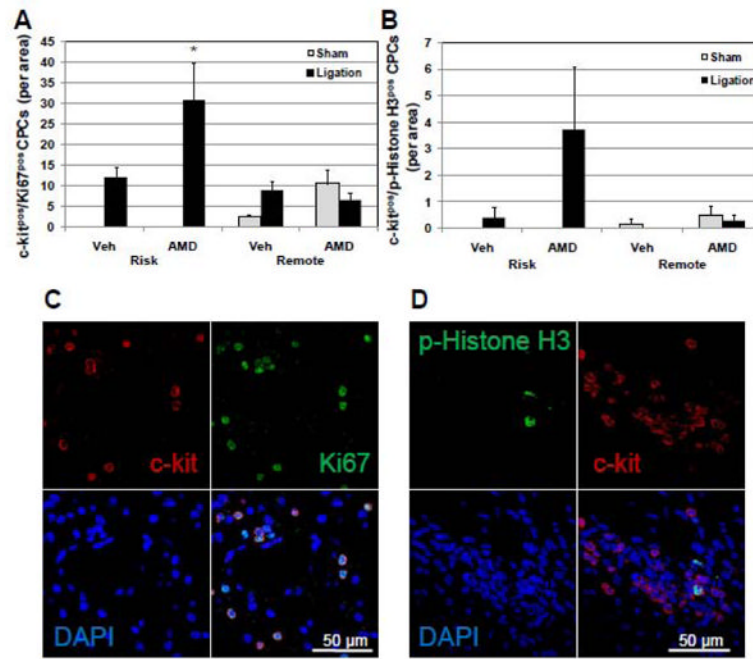 A
c-kitᵖᵒˢ/Ki67ᵖᵒˢ CPCs (per area)
45
40
35
30
25
20
15
10
5
0
*
Sham
Ligation
Veh AMD Veh AMD
Risk Remote
B
c-kitᵖᵒˢ/p-Histone H3ᵖᵒˢ CPCs
(per area)
7
6
5
4
3
2
1
0
Sham
Ligation
Veh AMD Veh AMD
Risk Remote
C
c-kit
Ki67
DAPI
50 µm
D
p-Histone H3
c-kit
DAPI
50 µm